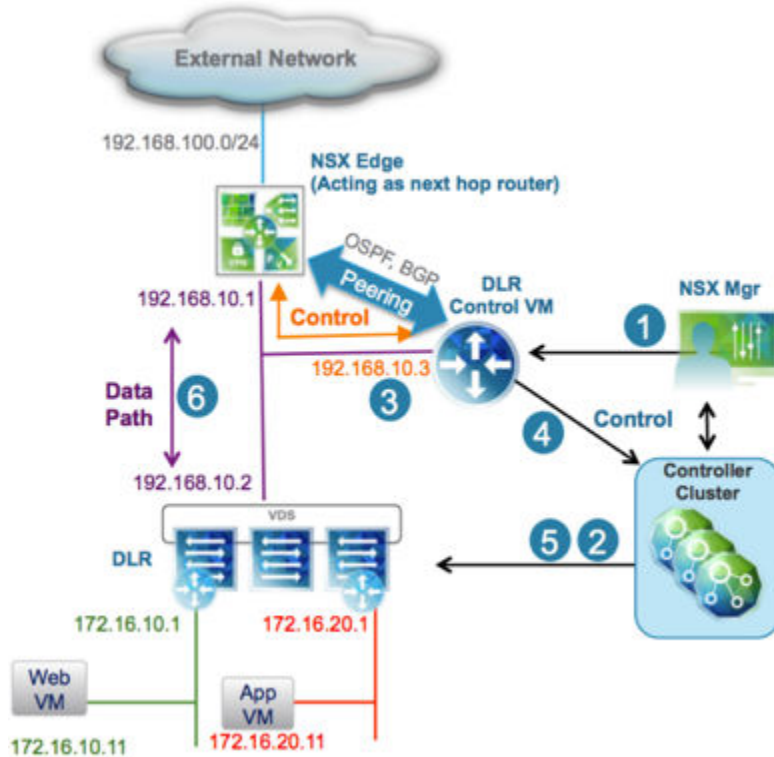 External Network
192.168.100.0/24
NSX Edge
(Acting as next hop router)
OSPF, BGP
Peering
DLR
Control VM
NSX Mgr
192.168.10.1
Control
1
192.168.10.3
3
Data
Path
6
4
Control
192.168.10.2
Controller
Cluster
VDS
DLR
5
2
172.16.10.1
172.16.20.1
Web
VM
App
VM
172.16.10.11
172.16.20.11